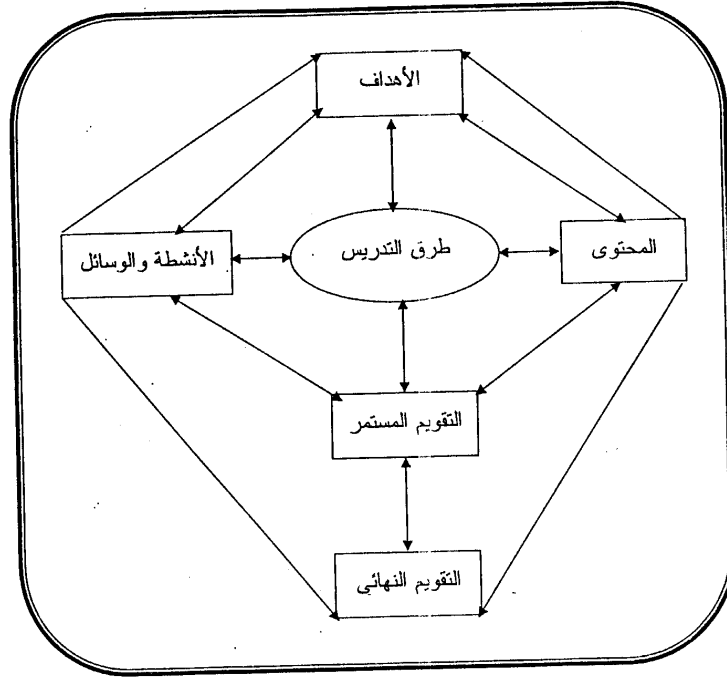 الأهداف
المحتوى
طرق التدريس
الأنشطة والوسائل
التقويم المستمر
التقويم النهائي